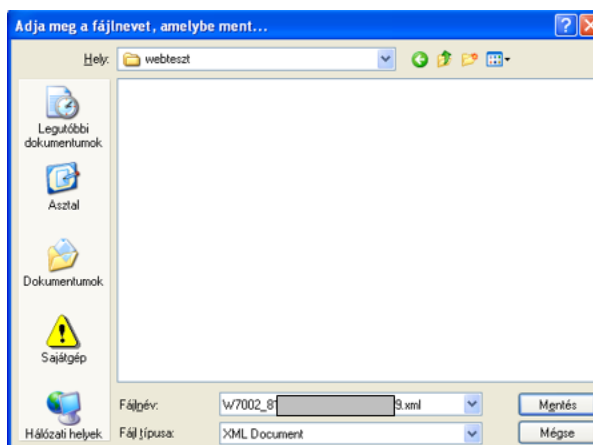 Adja meg a fájlnevet, amelybe ment...
Hely:
webteszt
Legutóbbi
dokumentumok
Asztal
Dokumentumok
Sajátgép
Hálózati helyek
Fájlnév:
W7002_8 9.xml
Mentés
Fájl típusa:
XML Document
Mégse